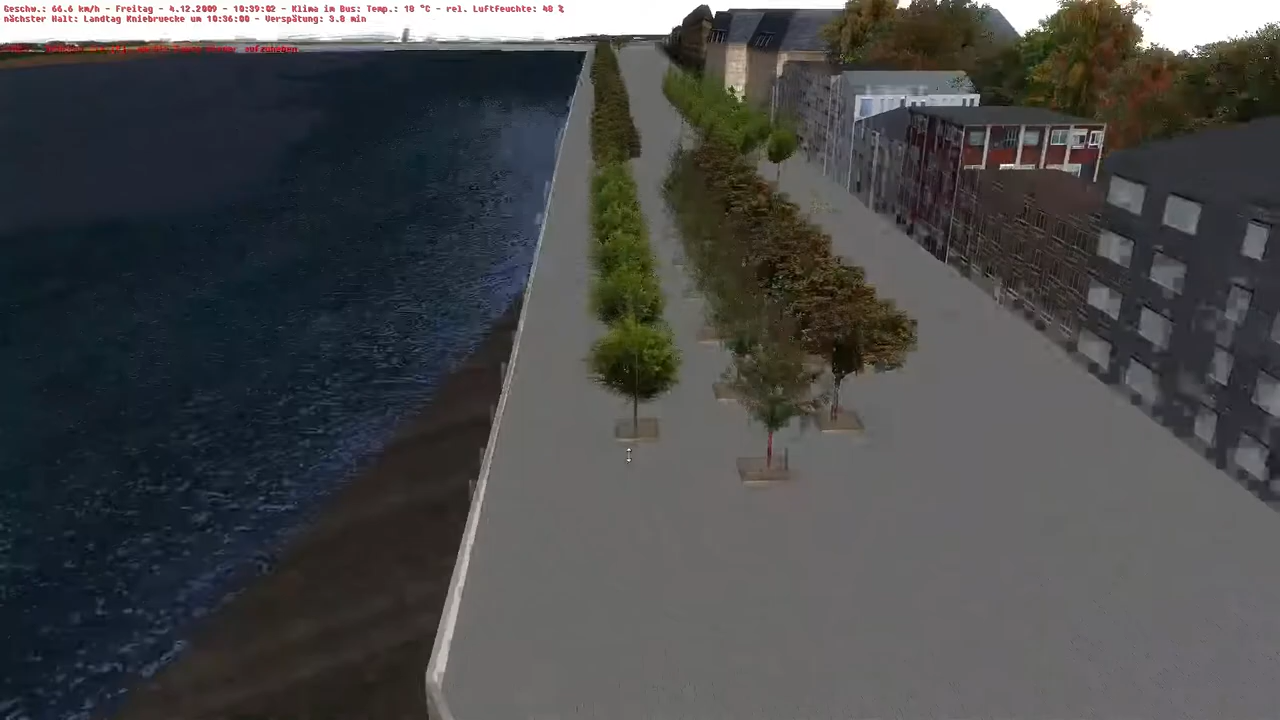 Geschw.: 66.6 km/h - Freitag - 4.12.2009 - 10:39:02 - Klima im Bus: Temp.: 18 °C - rel. Luftfeuchte: 48 %
nächster Halt: Landtag Kniebruecke um 10:36:00 - Verspätung: 3.0 min
aufzuheben